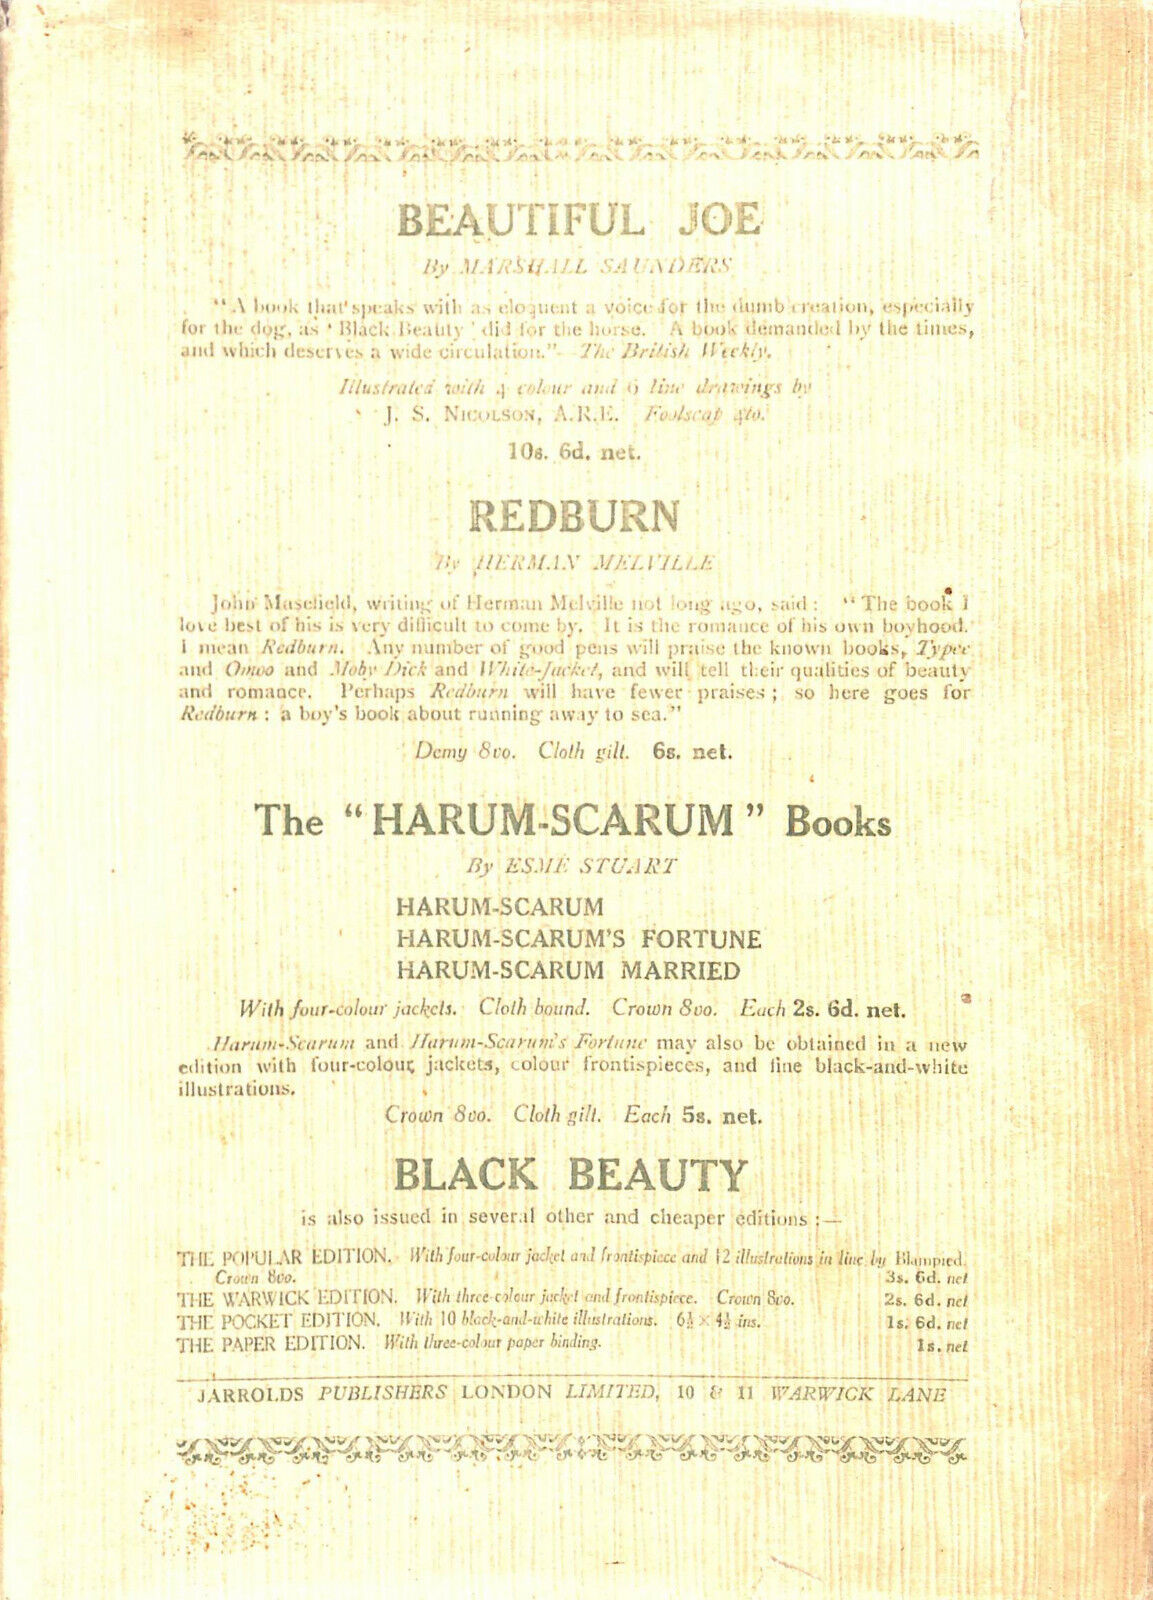 BEAUTIFUL JOE
By MARSHALL SAUNDERS
"A book that speaks with as eloquent a voice for the dumb creation, especially
for the dog, as 'Black Beauty' did for the horse. A book demanded by the times,
and which deserves a wide circulation."—The British Weekly.
Illustrated with 4 colour and 6 line drawings by
J. S. NICOLSON, A.R.E. Foolscap 4to.
10s. 6d. net.
REDBURN
By HERMAN MELVILLE
John Masefield, writing of Herman Melville not long ago, said: "The book I
love best of his is very difficult to come by. It is the romance of his own boyhood.
I mean Redburn. Any number of good pens will praise the known books, Typee
and Omoo and Moby Dick and White-Jacket, and will tell their qualities of beauty
and romance. Perhaps Redburn will have fewer praises; so here goes for
Redburn: a boy's book about running away to sea."
Demy 8vo. Cloth gilt. 6s. net.
The "HARUM-SCARUM" Books
By ESME STUART
HARUM-SCARUM
HARUM-SCARUM'S FORTUNE
HARUM-SCARUM MARRIED
With four-colour jackets. Cloth bound. Crown 8vo. Each 2s. 6d. net.
Harum-Scarum and Harum-Scarum's Fortune may also be obtained in a new
edition with four-colour jackets, colour frontispieces, and fine black-and-white
illustrations.
Crown 8vo. Cloth gilt. Each 5s. net.
BLACK BEAUTY
is also issued in several other and cheaper editions:—
THE POPULAR EDITION. With four-colour jacket and frontispiece and 12 illustrations in line by Blampied.
Crown 8vo. 3s. 6d. net
THE WARWICK EDITION. With three-colour jacket and frontispiece. Crown 8vo. 2s. 6d. net
THE POCKET EDITION. With 10 black-and-white illustrations. 6½ × 4½ ins. 1s. 6d. net
THE PAPER EDITION. With three-colour paper binding. 1s. net
JARROLDS PUBLISHERS LONDON LIMITED, 10 & 11 WARWICK LANE